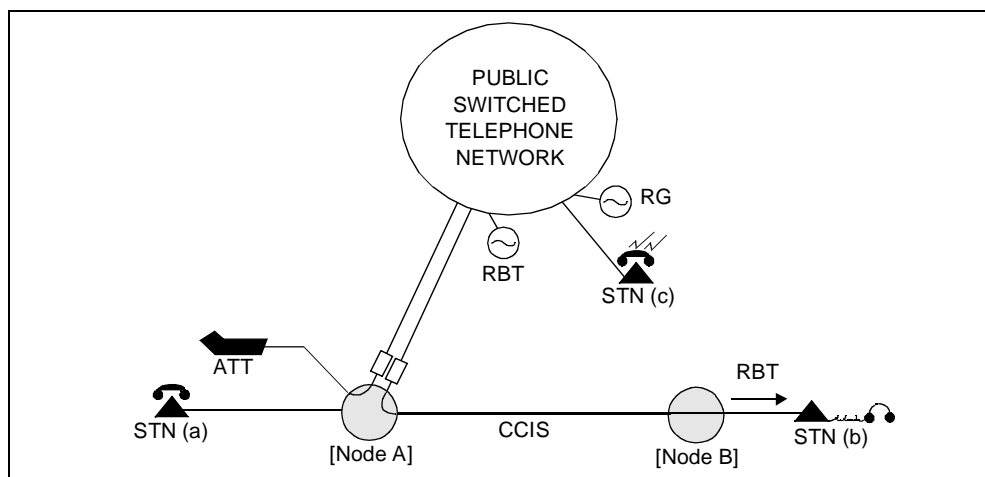 PUBLIC
SWITCHED
TELEPHONE
NETWORK
RG
RBT
STN (c)
ATT
RBT
STN (a)
CCIS
STN (b)
[Node A]
[Node B]